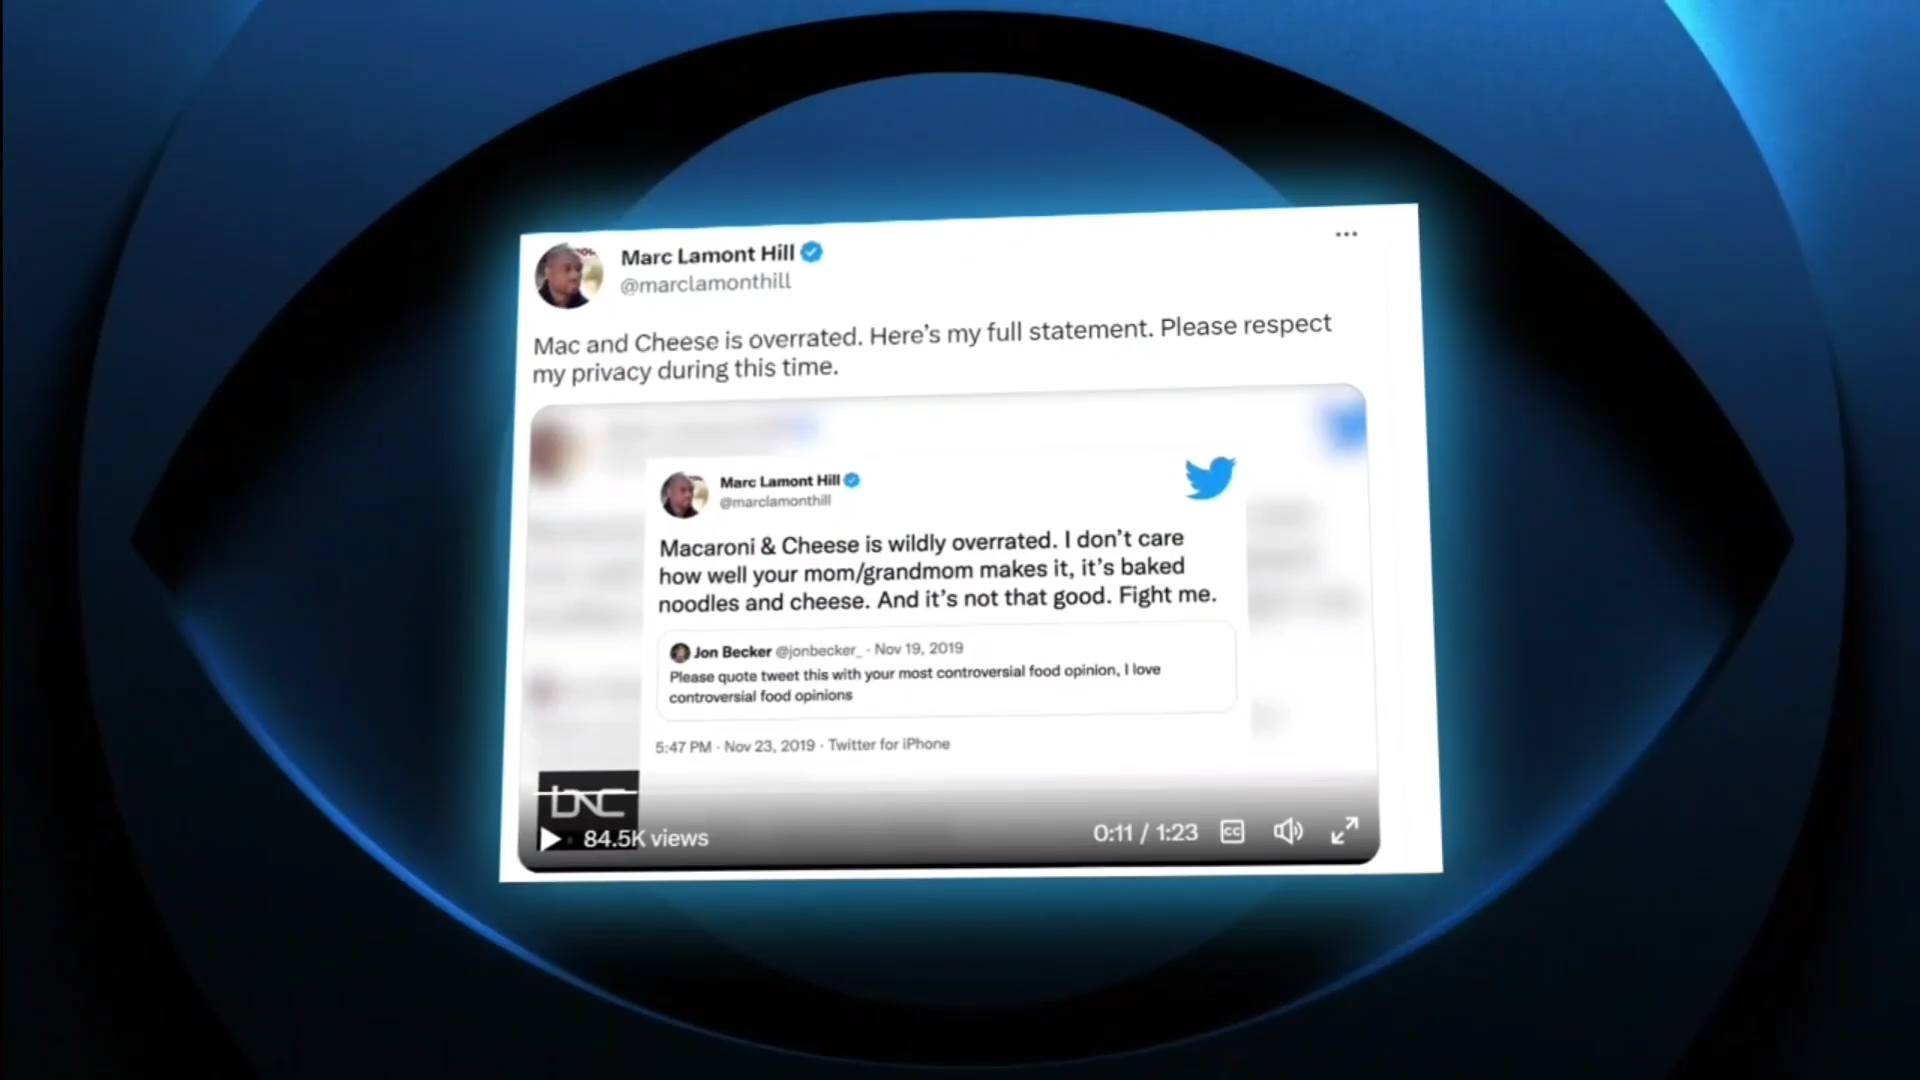 Marc Lamont Hill
@marclamonthill
Mac and Cheese is overrated. Here's my full statement. Please respect
my privacy during this time.
Marc Lamont Hill
@marclamonthill
Macaroni & Cheese is wildly overrated. I don't care
how well your mom/grandmom makes it, it's baked
noodles and cheese. And it's not that good. Fight me.
Jon Becker @jonbecker_ · Nov 19, 2019
Please quote tweet this with your most controversial food opinion, I love
controversial food opinions
5:47 PM · Nov 23, 2019 · Twitter for iPhone
bnc
84.5K views
0:11 / 1:23
CC